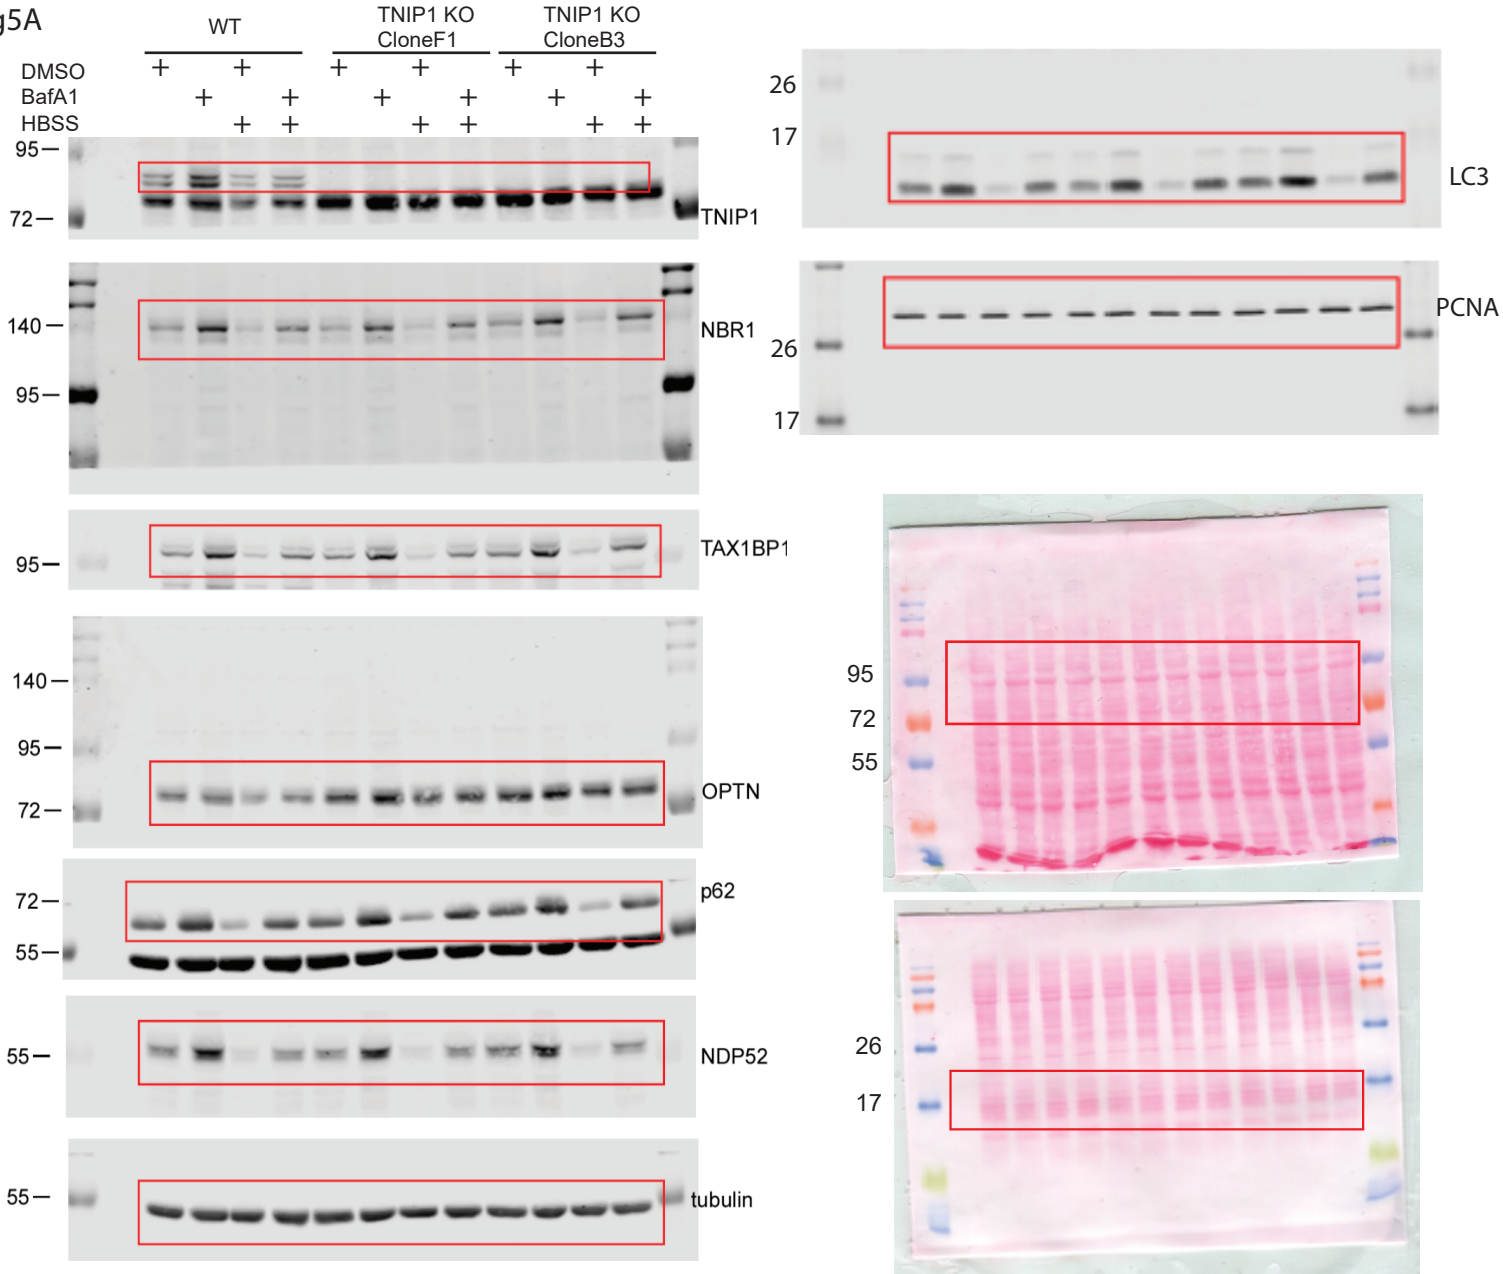 g5A
WT
TNIP1 KO
CloneF1
TNIP1 KO
CloneB3
DMSO + + + + + +
BafA1 + + + + + +
HBSS + + + + + +
95
72
TNIP1
140
95
NBR1
95
TAX1BP1
140
95
72
OPTN
72
55
p62
55
NDP52
55
tubulin
26
17
LC3
26
17
PCNA
95
72
55
26
17